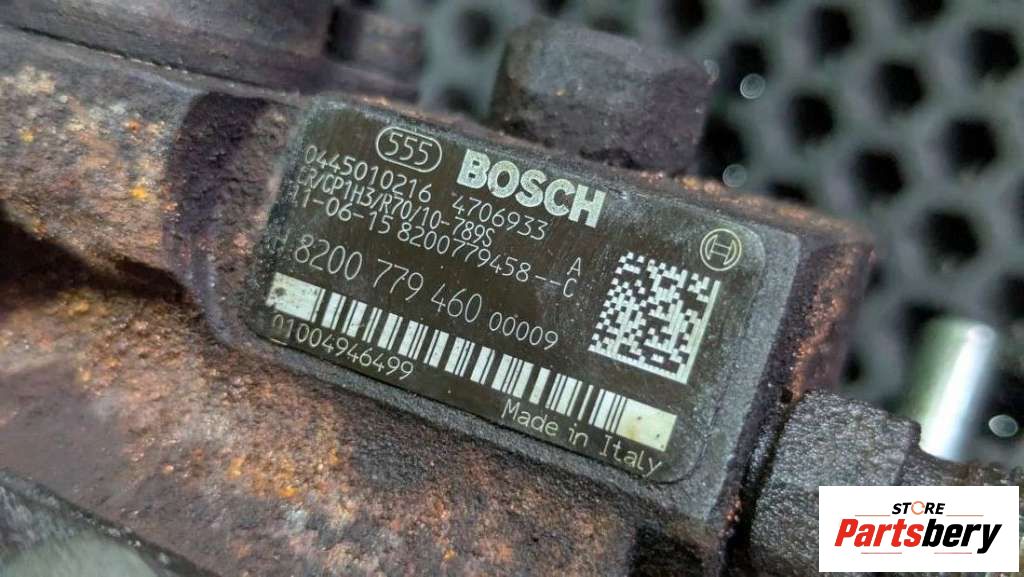 555 BOSCH
0445010216 4706933
CR/CP1H3/R70/10-789S A
11-06-15 8200779458--C
8200 779 460 00009
01004946499
Made in Italy
STORE
Partsbery